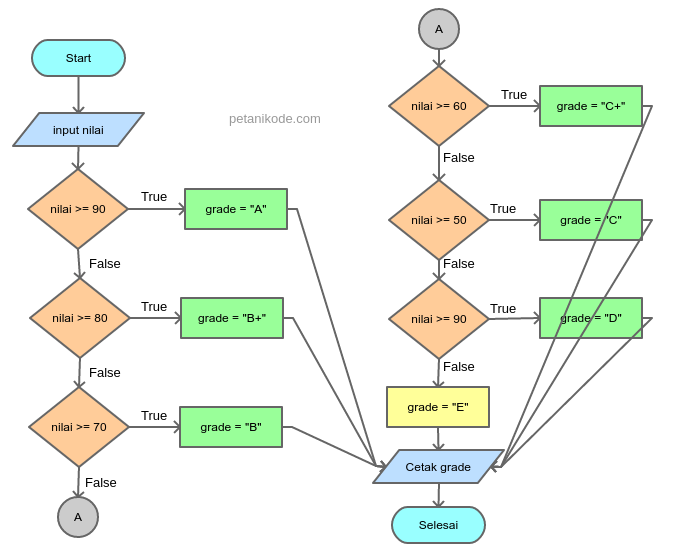 Start
input nilai
petanikode.com
nilai >= 90
True
grade = "A"
False
nilai >= 80
True
grade = "B+"
False
nilai >= 70
True
grade = "B"
False
A
A
nilai >= 60
True
grade = "C+"
False
nilai >= 50
True
grade = "C"
False
nilai >= 90
True
grade = "D"
False
grade = "E"
Cetak grade
Selesai